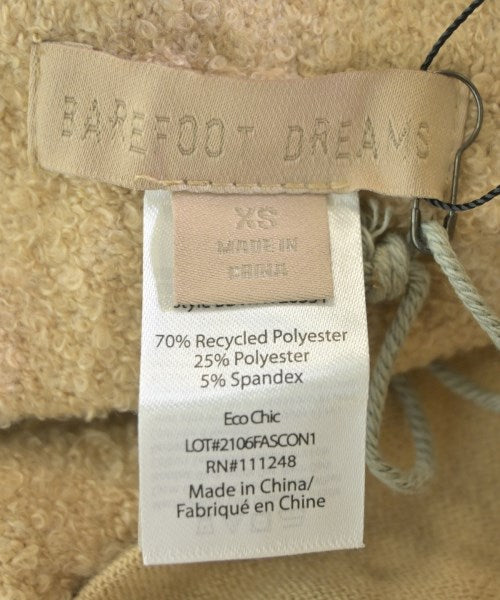 BAREFOOT DREAMS
XS
MADE IN
CHINA
70% Recycled Polyester
25% Polyester
5% Spandex
Eco Chic
LOT#2106FASCON1
RN#111248
Made in China/
Fabriqué en Chine